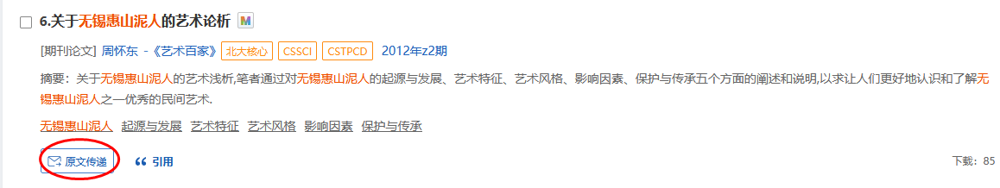 6.关于无锡惠山泥人的艺术论析 M
[期刊论文] 周怀东 -《艺术百家》 北大核心 CSSCI CSTPCD 2012年z2期
摘要：关于无锡惠山泥人的艺术浅析,笔者通过对无锡惠山泥人的起源与发展、艺术特征、艺术风格、影响因素、保护与传承五个方面的阐述和说明,以求让人们更好地认识和了解无
锡惠山泥人之一优秀的民间艺术.
无锡惠山泥人 起源与发展 艺术特征 艺术风格 影响因素 保护与传承
原文传递 引用 下载：85